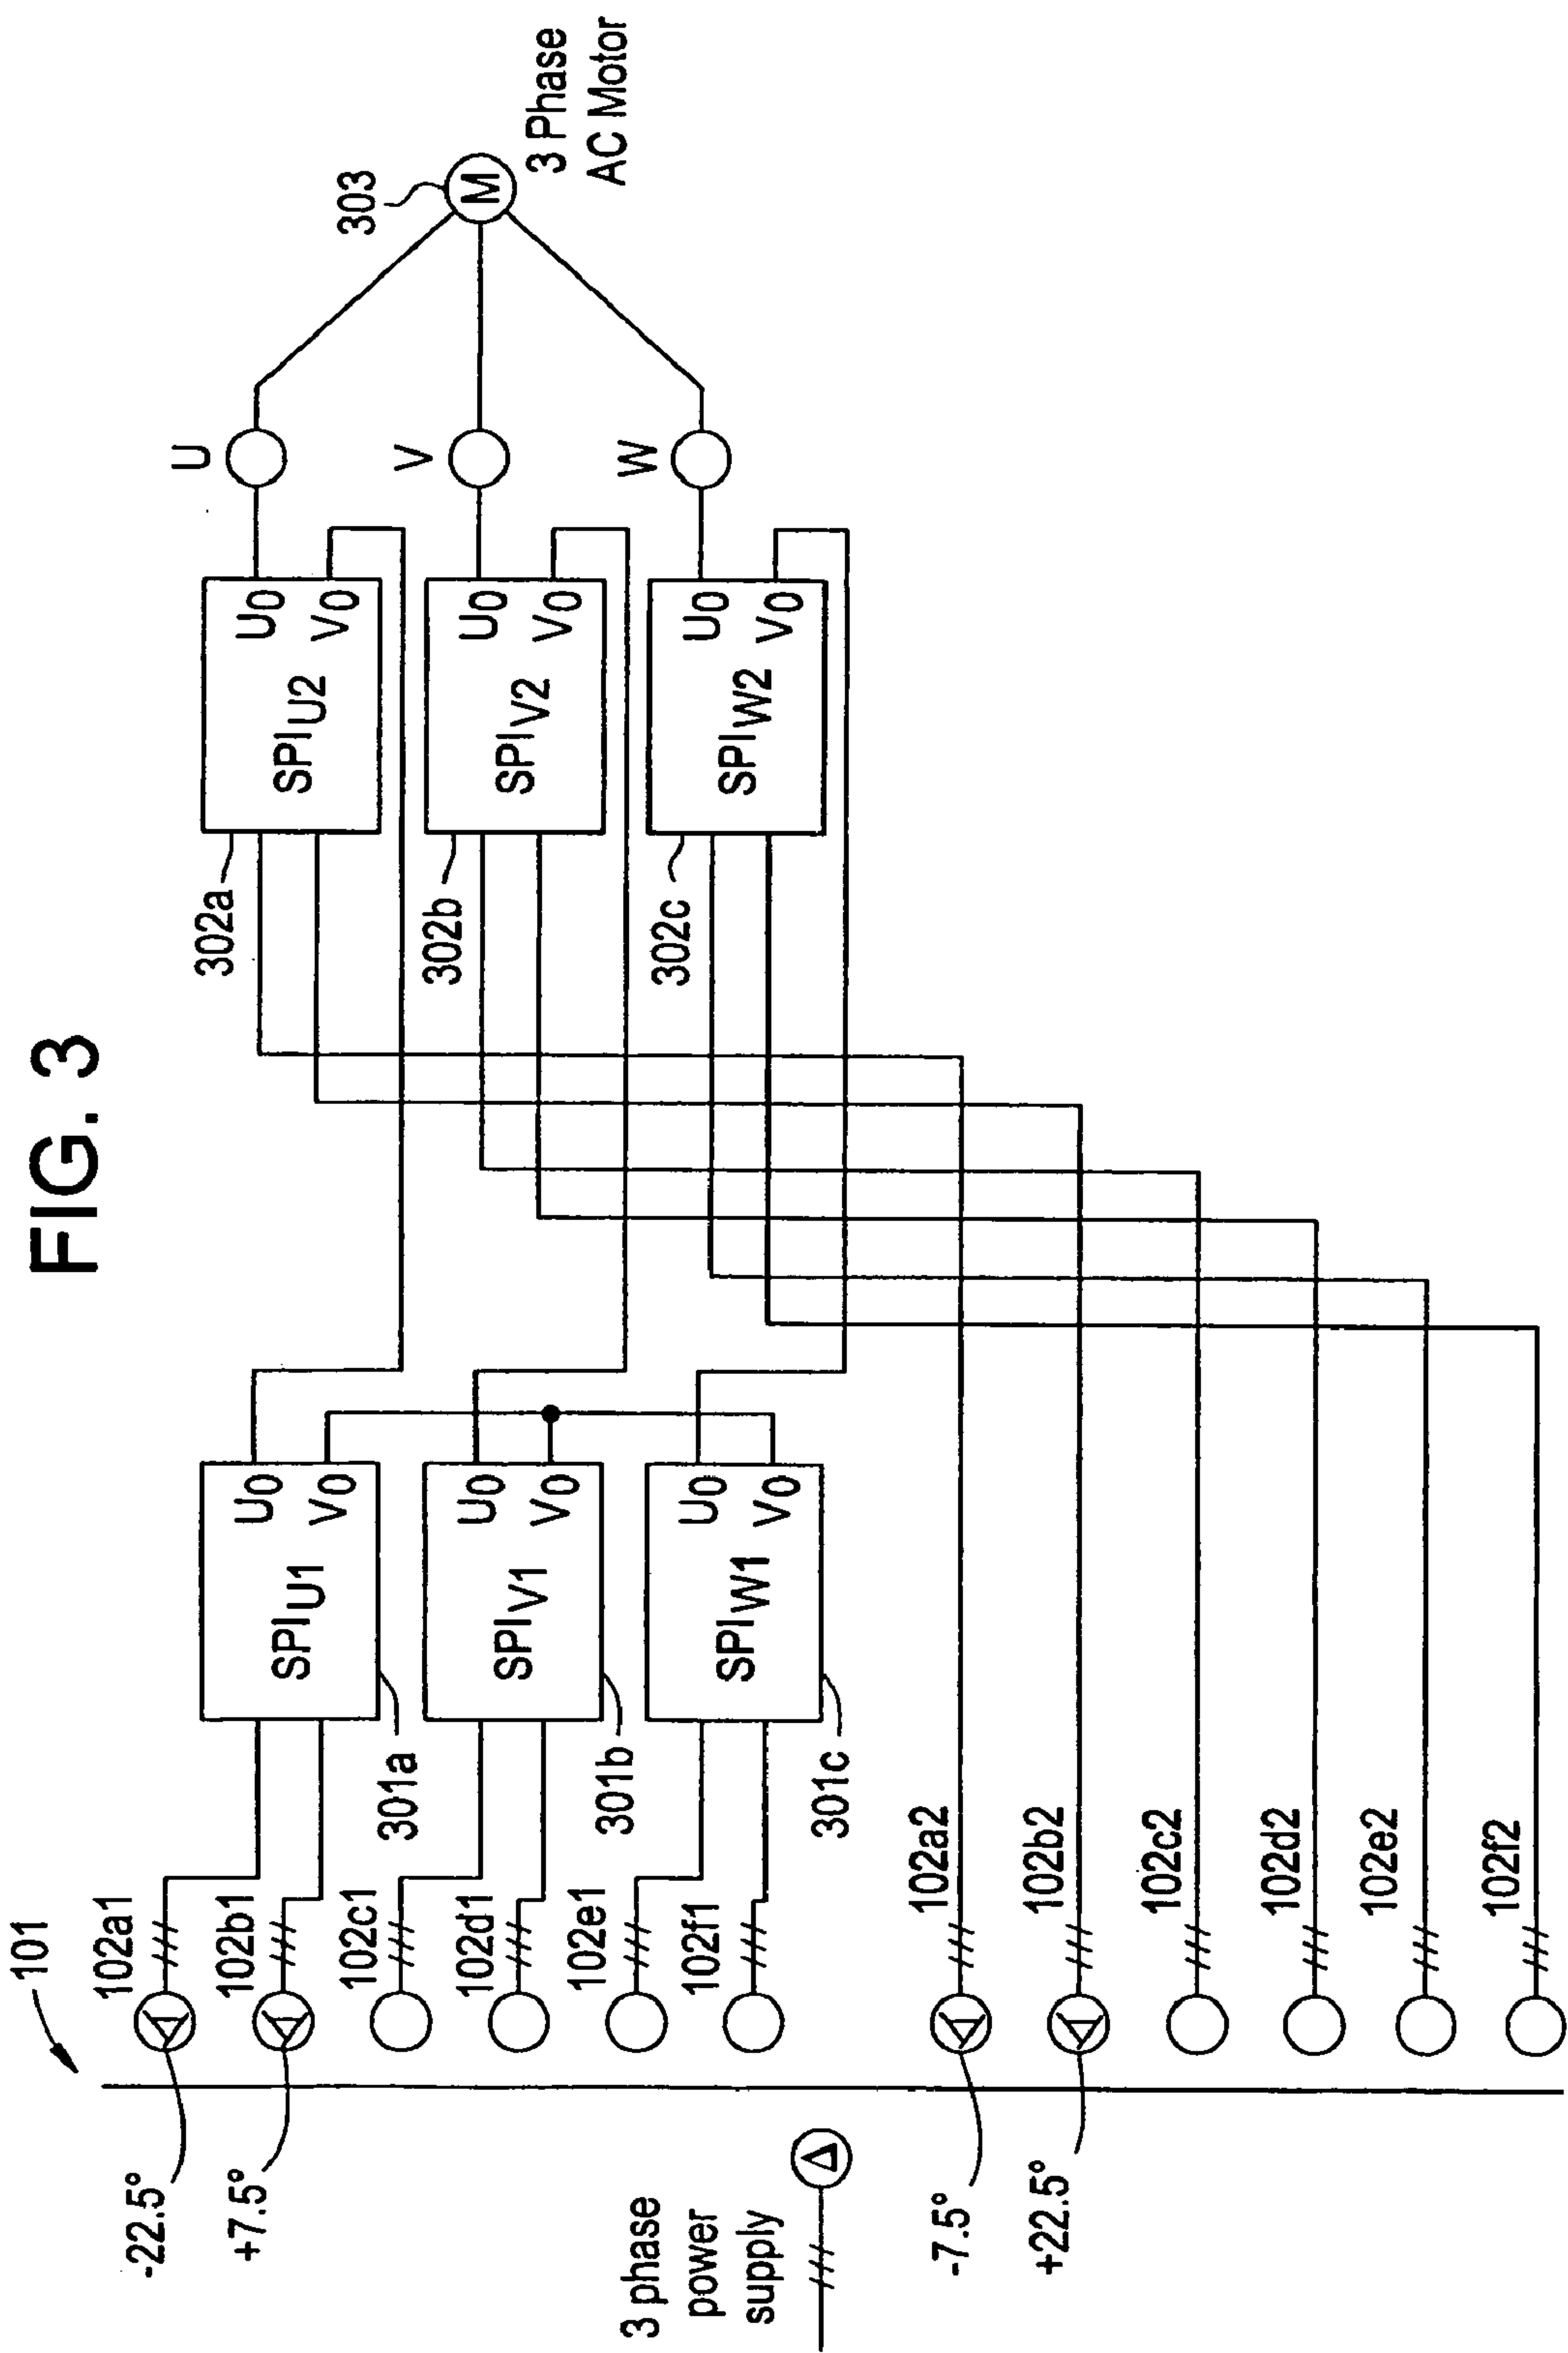 FIG. 3
101
-22.5°
+7.5°
3 phase
power
supply
-7.5°
+22.5°
102a1
102b1
102c1
102d1
102e1
102f1
102a2
102b2
102c2
102d2
102e2
102f2
SPIU1
U0
V0
301a
SPIV1
U0
V0
301b
SPIW1
U0
V0
301c
302a
SPIU2
U0
V0
302b
SPIV2
U0
V0
302c
SPIW2
U0
V0
U
V
W
303
M
3 Phase
AC Motor